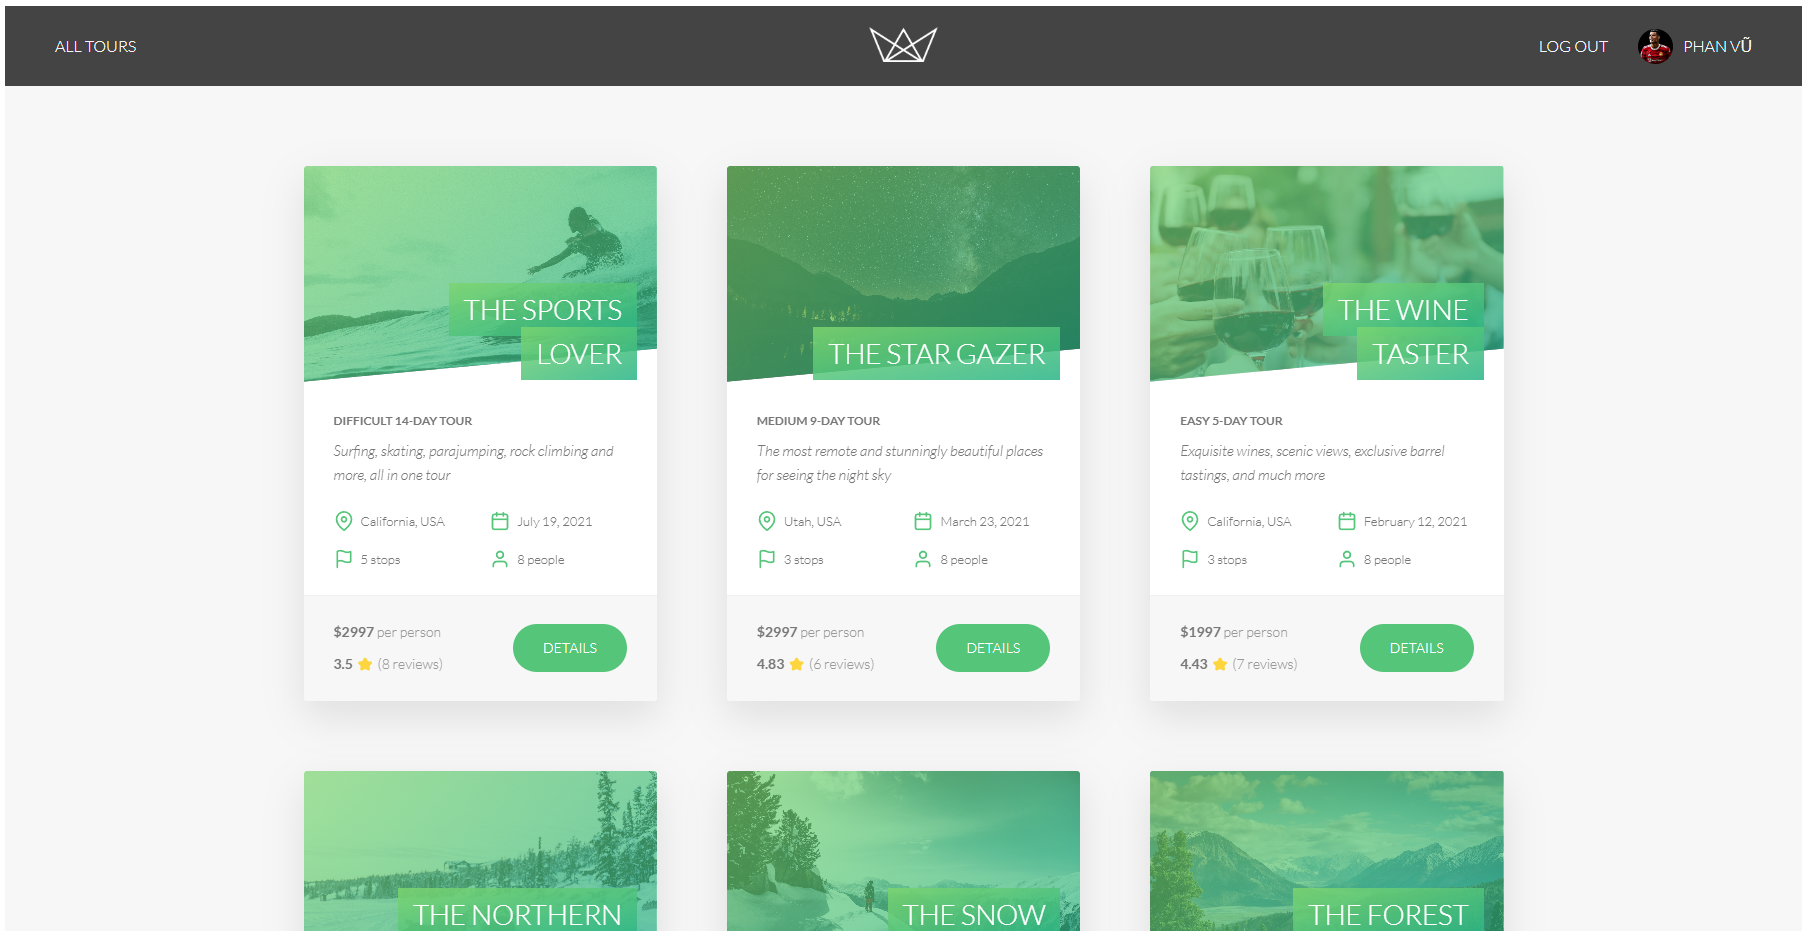 ALL TOURS
LOG OUT
PHAN VŨ
THE SPORTS
LOVER
DIFFICULT 14-DAY TOUR
Surfing, skating, parajumping, rock climbing and
more, all in one tour
California, USA
July 19, 2021
5 stops
8 people
$2997 per person
3.5 (8 reviews)
DETAILS
THE STAR GAZER
MEDIUM 9-DAY TOUR
The most remote and stunningly beautiful places
for seeing the night sky
Utah, USA
March 23, 2021
3 stops
8 people
$2997 per person
4.83 (6 reviews)
DETAILS
THE WINE
TASTER
EASY 5-DAY TOUR
Exquisite wines, scenic views, exclusive barrel
tastings, and much more
California, USA
February 12, 2021
3 stops
8 people
$1997 per person
4.43 (7 reviews)
DETAILS
THE NORTHERN
THE SNOW
THE FOREST